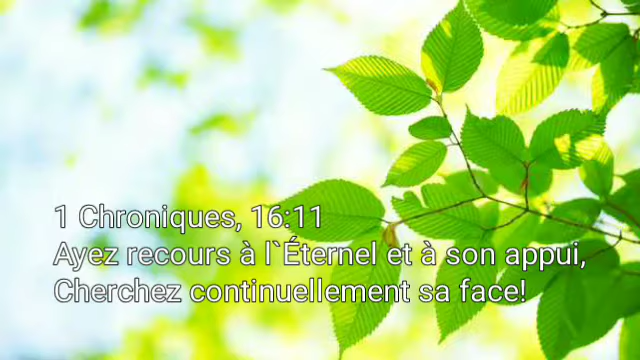 1 Chroniques, 16:11
Ayez recours à l`Éternel et à son appui,
Cherchez continuellement sa face!